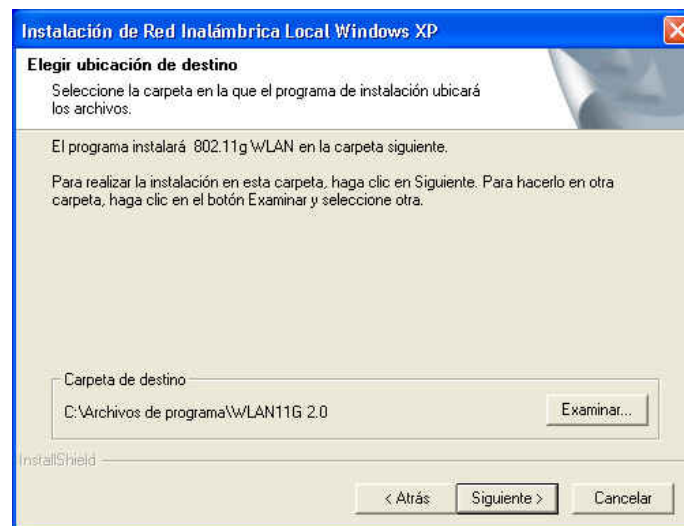 Instalación de Red Inalámbrica Local Windows XP
Elegir ubicación de destino
Seleccione la carpeta en la que el programa de instalación ubicará
los archivos.
El programa instalará 802.11g WLAN en la carpeta siguiente.
Para realizar la instalación en esta carpeta, haga clic en Siguiente. Para hacerlo en otra
carpeta, haga clic en el botón Examinar y seleccione otra.
Carpeta de destino
C:\Archivos de programa\WLAN11G 2.0
Examinar...
InstallShield
< Atrás
Siguiente >
Cancelar